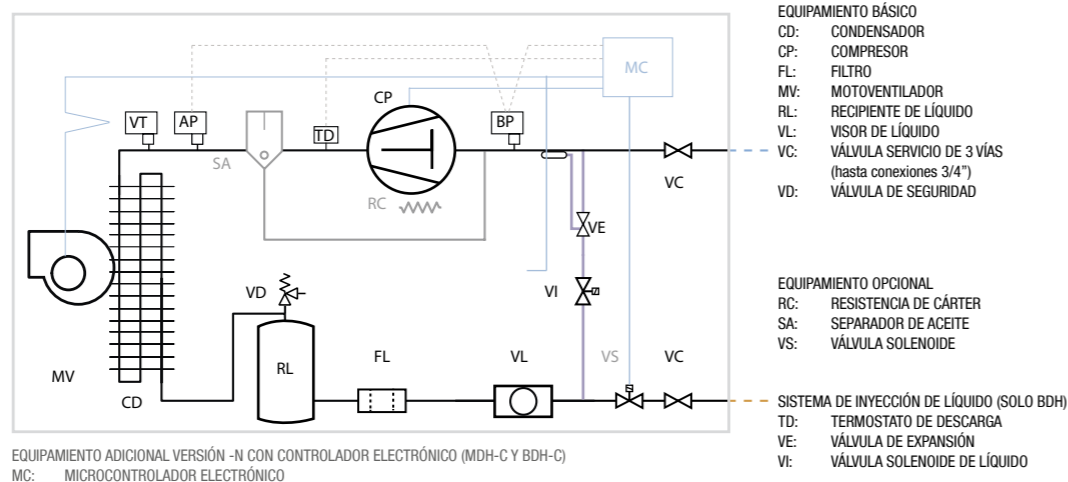 MC
CP
VT
AP
TD
BP
SA
RC
VC
VE
VI
VD
RL
FL
VL
VS
VC
MV
CD
EQUIPAMIENTO ADICIONAL VERSIÓN -N CON CONTROLADOR ELECTRÓNICO (MDH-C Y BDH-C)
MC: MICROCONTROLADOR ELECTRÓNICO
EQUIPAMIENTO BÁSICO
CD: CONDENSADOR
CP: COMPRESOR
FL: FILTRO
MV: MOTOVENTILADOR
RL: RECIPIENTE DE LÍQUIDO
VL: VISOR DE LÍQUIDO
VC: VÁLVULA SERVICIO DE 3 VÍAS
(hasta conexiones 3/4”)
VD: VÁLVULA DE SEGURIDAD
EQUIPAMIENTO OPCIONAL
RC: RESISTENCIA DE CÁRTER
SA: SEPARADOR DE ACEITE
VS: VÁLVULA SOLENOIDE
SISTEMA DE INYECCIÓN DE LÍQUIDO (SOLO BDH)
TD: TERMOSTATO DE DESCARGA
VE: VÁLVULA DE EXPANSIÓN
VI: VÁLVULA SOLENOIDE DE LÍQUIDO